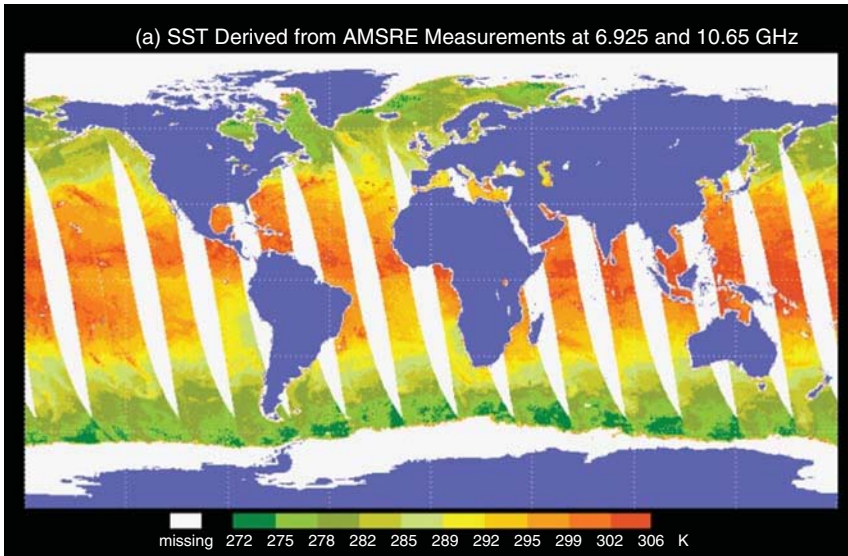 (a) SST Derived from AMSRE Measurements at 6.925 and 10.65 GHz
missing 272 275 278 282 285 289 292 295 299 302 306 K